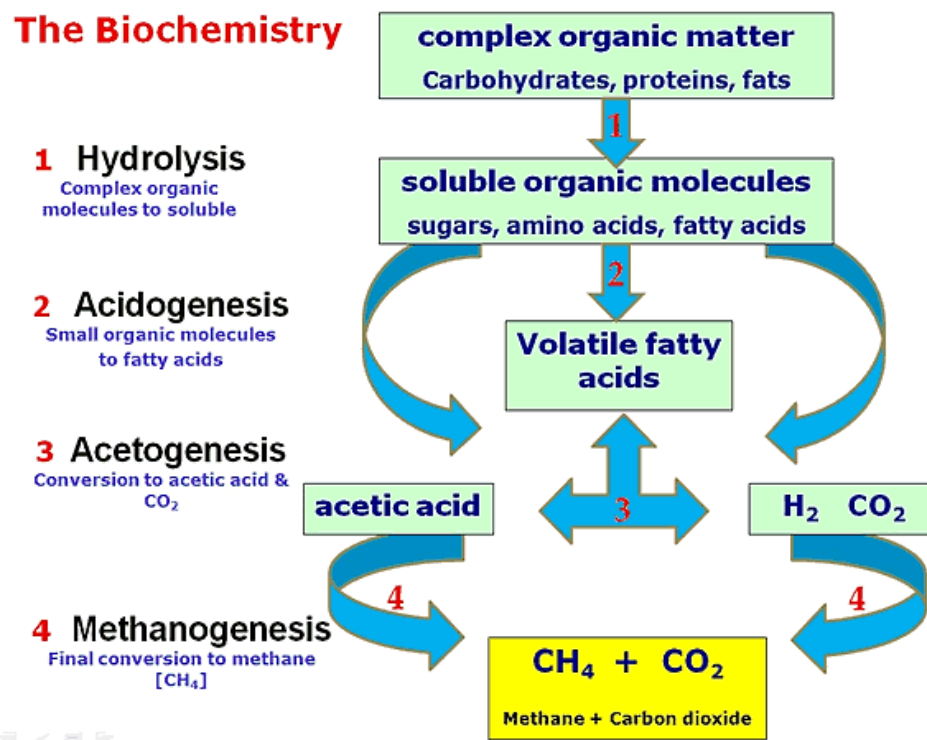 The Biochemistry
complex organic matter
Carbohydrates, proteins, fats
1
1 Hydrolysis
Complex organic
molecules to soluble
soluble organic molecules
sugars, amino acids, fatty acids
2
2 Acidogenesis
Small organic molecules
to fatty acids
Volatile fatty
acids
3 Acetogenesis
Conversion to acetic acid &
CO₂
acetic acid
3
H₂ CO₂
4
4
4 Methanogenesis
Final conversion to methane
[CH₄]
CH₄ + CO₂
Methane + Carbon dioxide